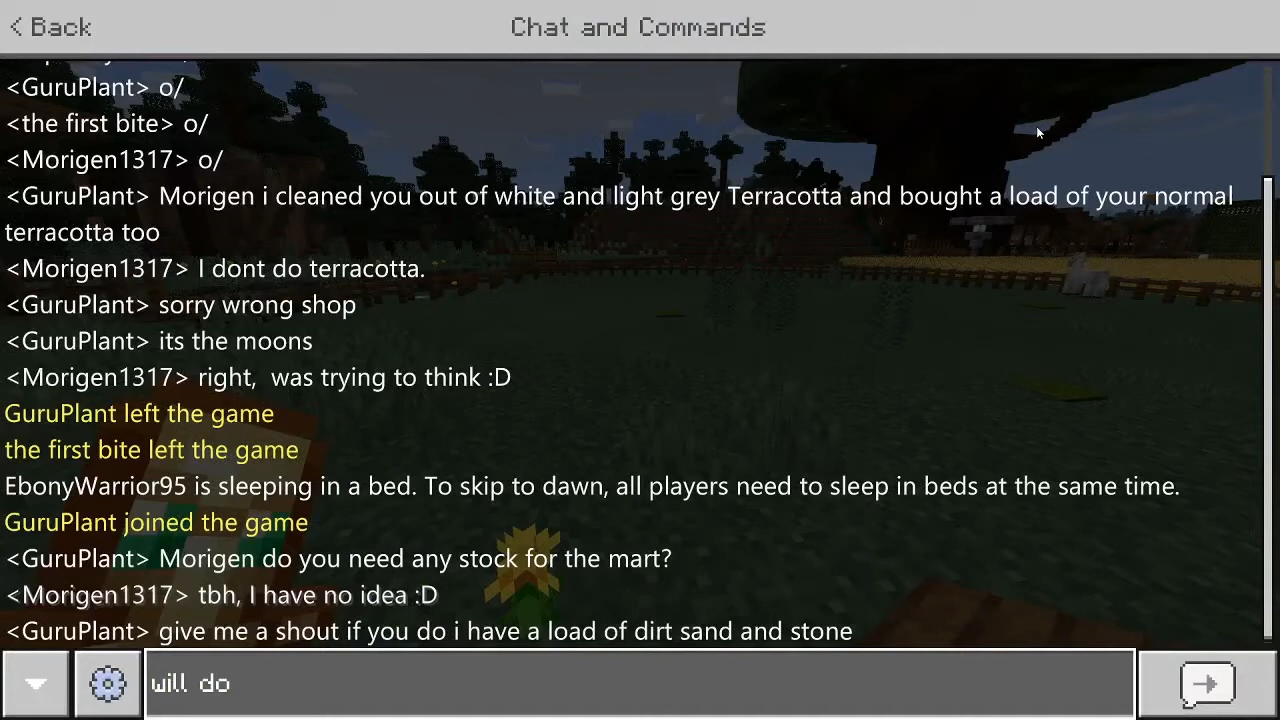 < Back
Chat and Commands
<GuruPlant> o/
<the first bite> o/
<Morigen1317> o/
<GuruPlant> Morigen i cleaned you out of white and light grey Terracotta and bought a load of your normal
terracotta too
<Morigen1317> I dont do terracotta.
<GuruPlant> sorry wrong shop
<GuruPlant> its the moons
<Morigen1317> right,  was trying to think :D
GuruPlant left the game
the first bite left the game
EbonyWarrior95 is sleeping in a bed. To skip to dawn, all players need to sleep in beds at the same time.
GuruPlant joined the game
<GuruPlant> Morigen do you need any stock for the mart?
<Morigen1317> tbh, I have no idea :D
<GuruPlant> give me a shout if you do i have a load of dirt sand and stone
will do